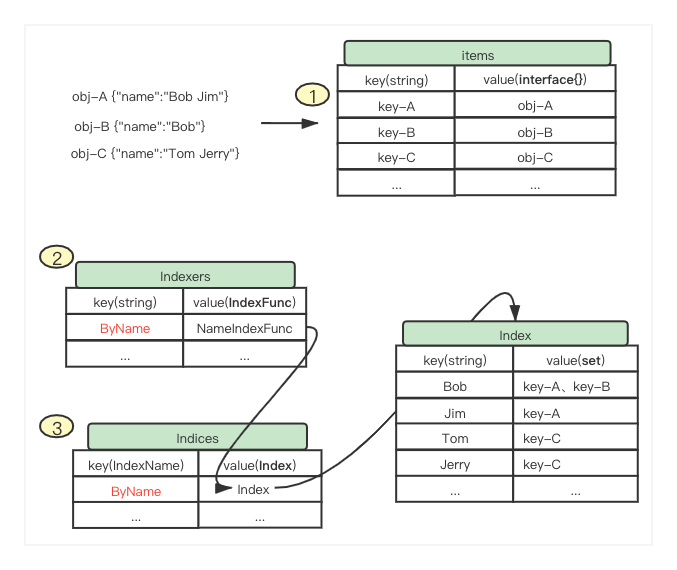 items
key(string) value(interface{})
obj-A {"name":"Bob Jim"}
1
key-A obj-A
obj-B {"name":"Bob"}
key-B obj-B
obj-C {"name":"Tom Jerry"}
key-C obj-C
... ...
2
Indexers
key(string) value(IndexFunc)
ByName NameIndexFunc
... ...
Index
key(string) value(set)
Bob key-A、key-B
Jim key-A
Tom key-C
Jerry key-C
... ...
3
Indices
key(IndexName) value(Index)
ByName Index
... ...